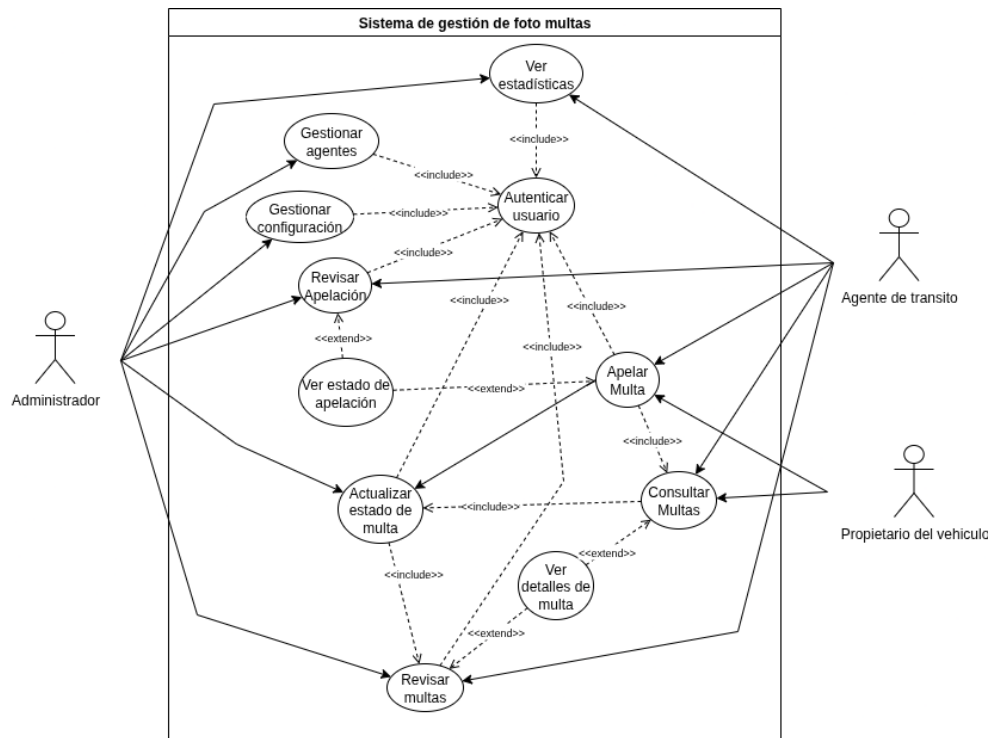 Sistema de gestión de foto multas
Ver
estadísticas
<<include>>
Gestionar
agentes
<<include>>
Autenticar
usuario
Gestionar
configuración
<<include>>
<<include>>
Revisar
Apelación
Agente de transito
<<include>>
<<include>>
<<extend>>
<<include>>
Administrador
Ver estado de
apelación
<<extend>>
Apelar
Multa
<<include>>
Actualizar
estado de
multa
<<include>>
Consultar
Multas
Propietario del vehiculo
<<extend>>
<<include>>
Ver
detalles de
multa
<<extend>>
Revisar
multas